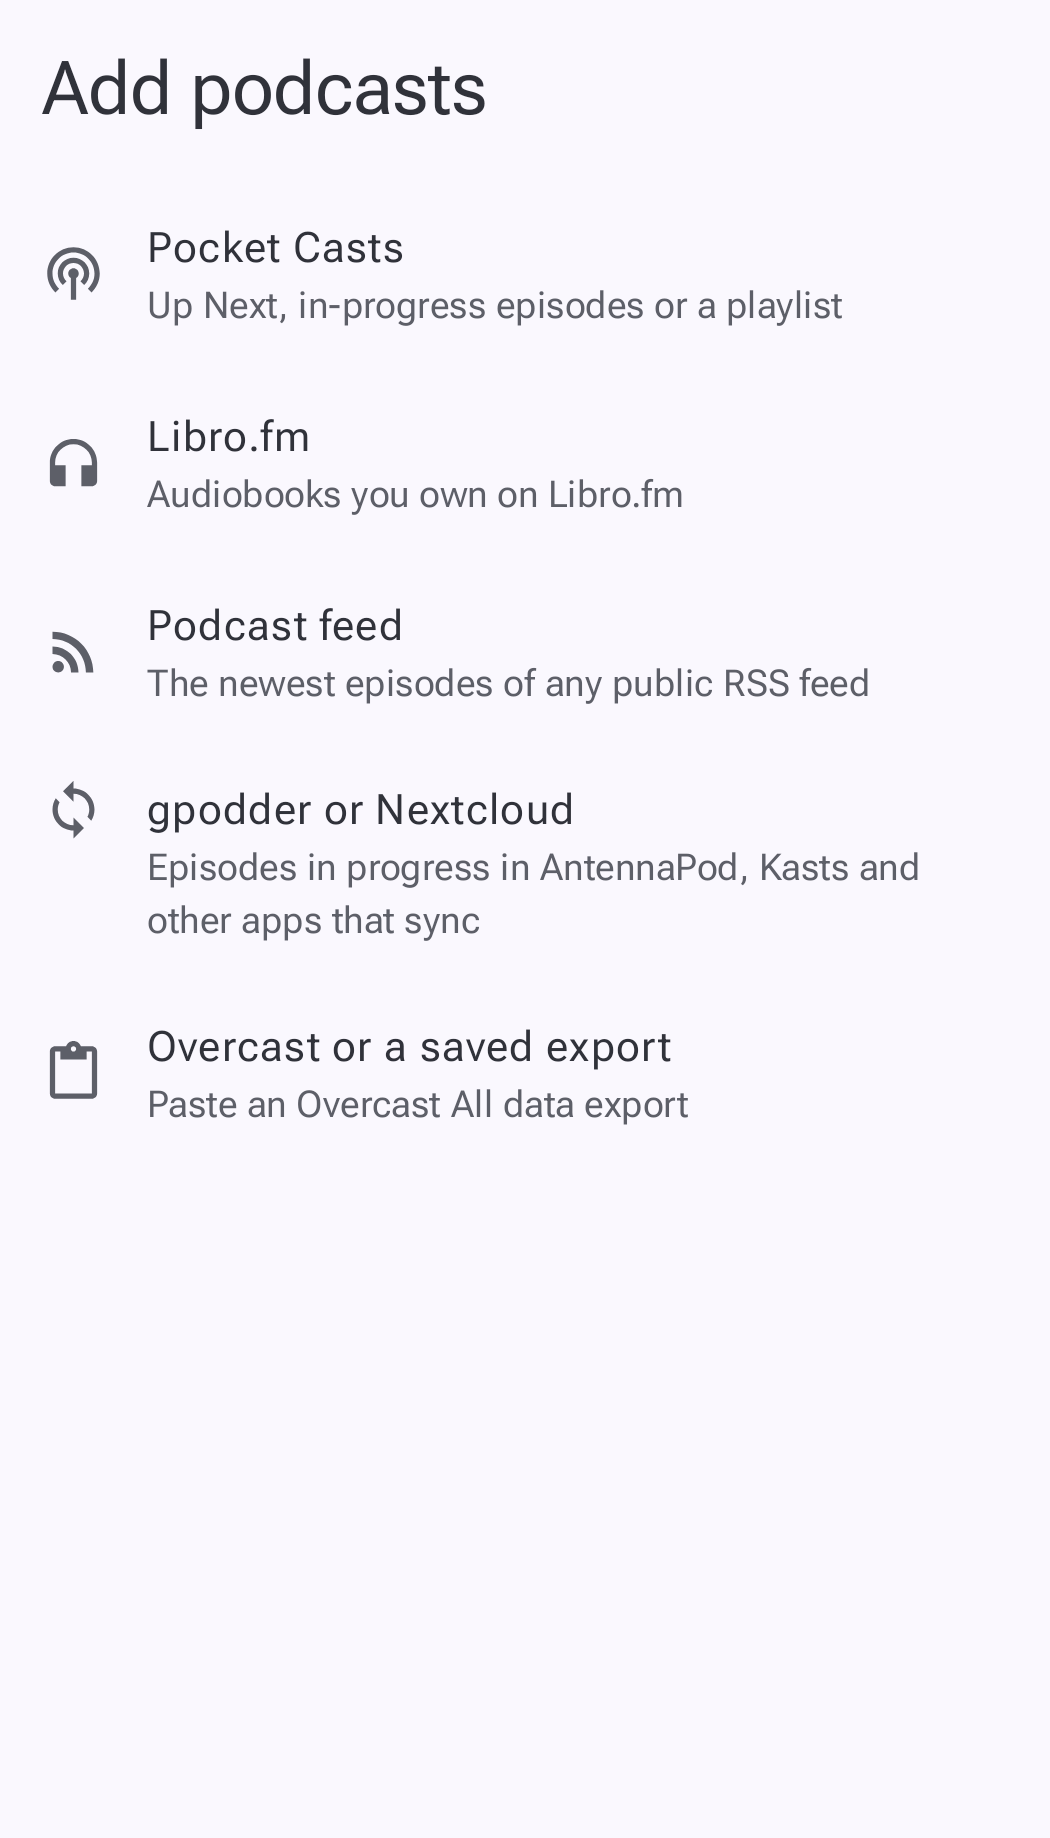 Add podcasts
Pocket Casts
Up Next, in-progress episodes or a playlist
Libro.fm
Audiobooks you own on Libro.fm
Podcast feed
The newest episodes of any public RSS feed
gpodder or Nextcloud
Episodes in progress in AntennaPod, Kasts and
other apps that sync
Overcast or a saved export
Paste an Overcast All data export